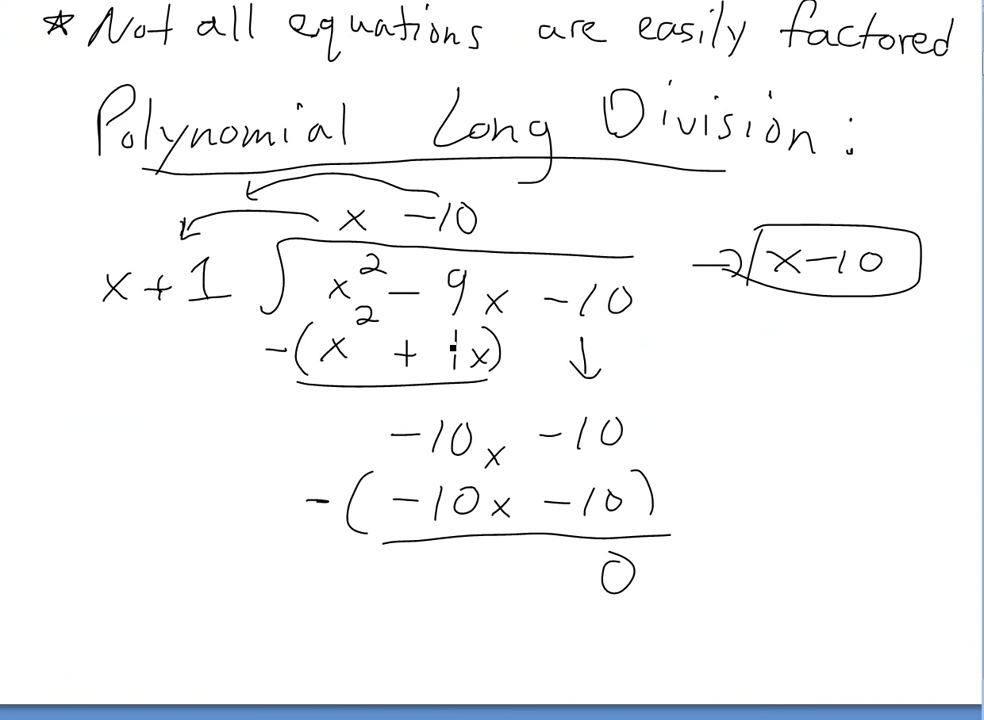 * Not all equations are easily factored
Polynomial Long Division:
x -10
x + 1 x² - 9x - 10 → x-10
-(x² + 1x) ↓
-10x - 10
-(-10x - 10)
0